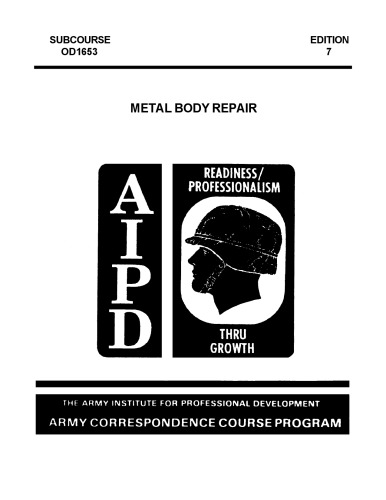 SUBCOURSE EDITION
OD1653 7
METAL BODY REPAIR
AIPD
READINESS/
PROFESSIONALISM
THRU
GROWTH
THE ARMY INSTITUTE FOR PROFESSIONAL DEVELOPMENT
ARMY CORRESPONDENCE COURSE PROGRAM